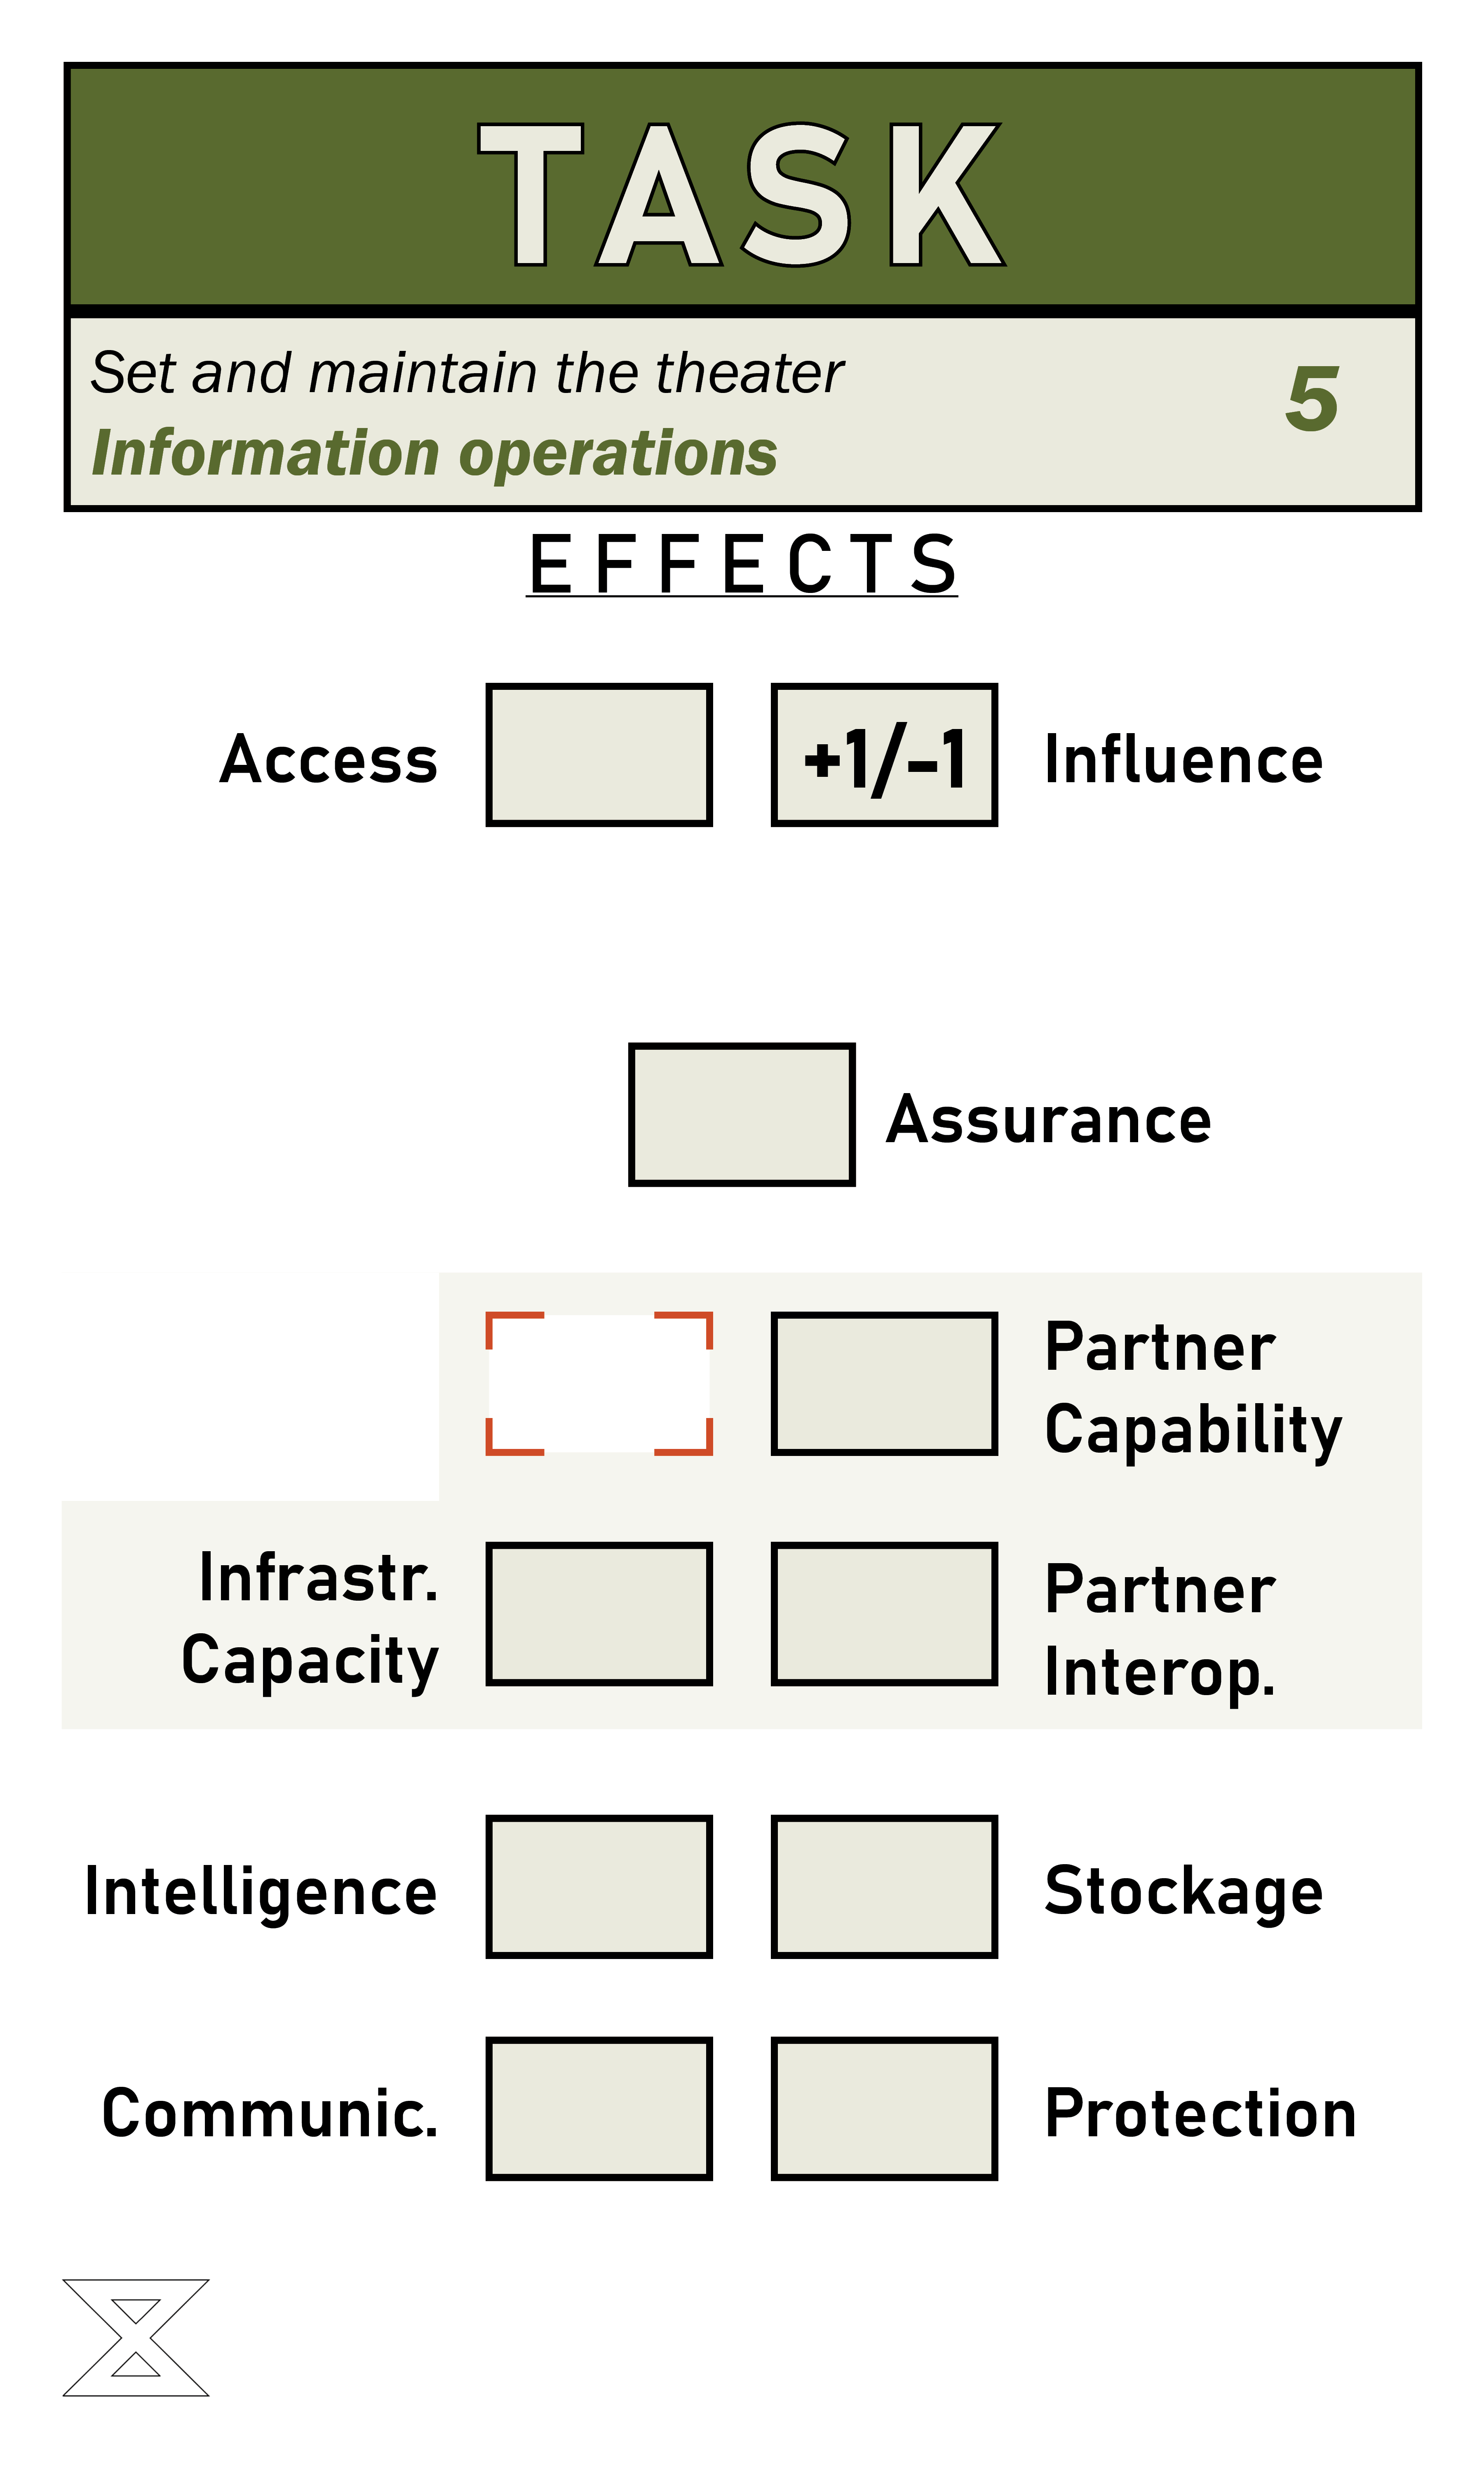 TASK
Set and maintain the theater
Information operations
5
EFFECTS
Access
+1/-1
Influence
Assurance
Partner
Capability
Infrastr.
Capacity
Partner
Interop.
Intelligence
Stockage
Communic.
Protection